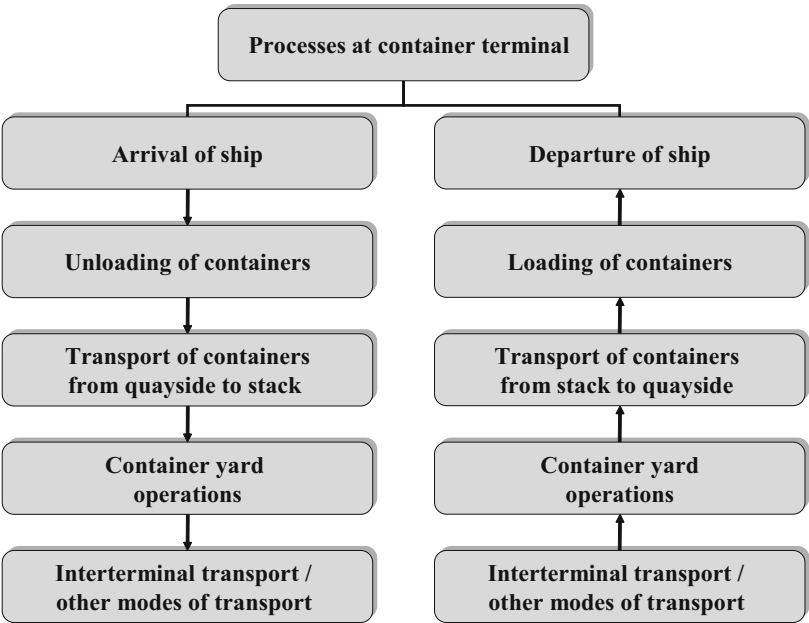 Processes at container terminal
Arrival of ship
Departure of ship
Unloading of containers
Loading of containers
Transport of containers
from quayside to stack
Transport of containers
from stack to quayside
Container yard
operations
Container yard
operations
Interterminal transport /
other modes of transport
Interterminal transport /
other modes of transport